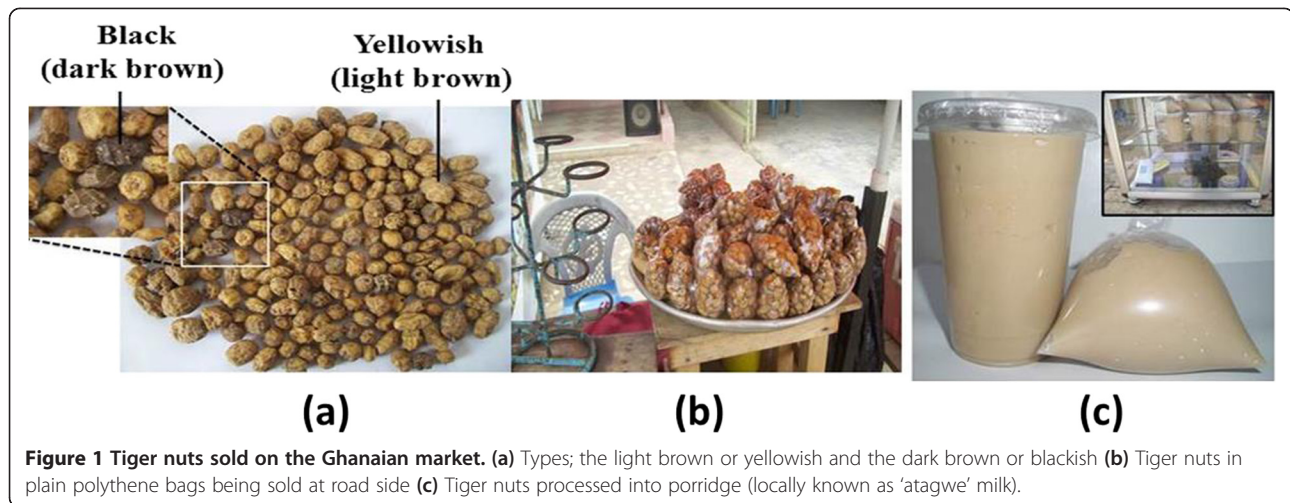 Black
(dark brown)
Yellowish
(light brown)
(a)
(b)
(c)
Figure 1 Tiger nuts sold on the Ghanaian market. (a) Types; the light brown or yellowish and the dark brown or blackish (b) Tiger nuts in
plain polythene bags being sold at road side (c) Tiger nuts processed into porridge (locally known as ‘atagwe’ milk).